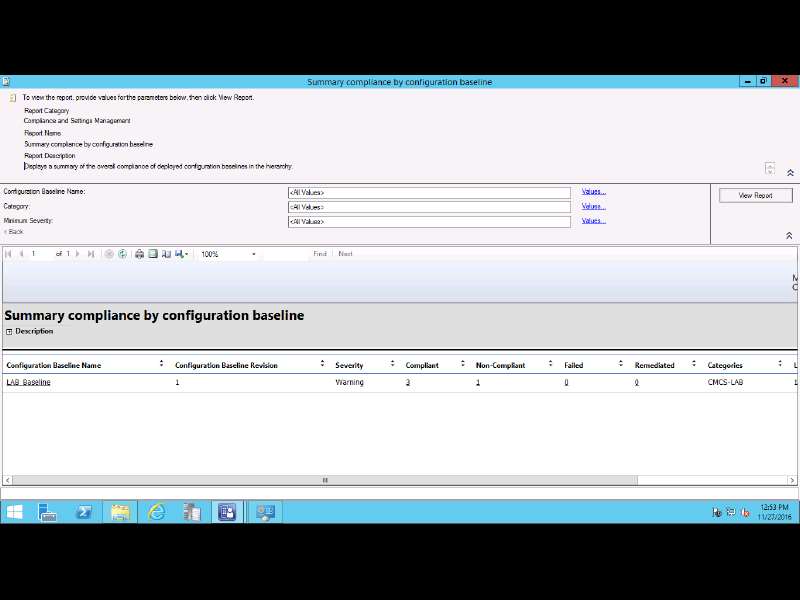 Summary compliance by configuration baseline
To view the report, provide values for the parameters below, then click View Report.
Report Category
Compliance and Settings Management
Report Name
Summary compliance by configuration baseline
Report Description
Displays a summary of the overall compliance of deployed configuration baselines in the hierarchy.
Configuration Baseline Name: <All Values> Values...
View Report
Category: <All Values> Values...
Minimum Severity: <All Values> Values...
< Back
1 of 1 100% Find Next
M
C
Summary compliance by configuration baseline
Description
Configuration Baseline Name Configuration Baseline Revision Severity Compliant Non-Compliant Failed Remediated Categories L
LAB_Baseline 1 Warning 3 1 0 0 CMCS-LAB 1
12:53 PM
11/27/2016